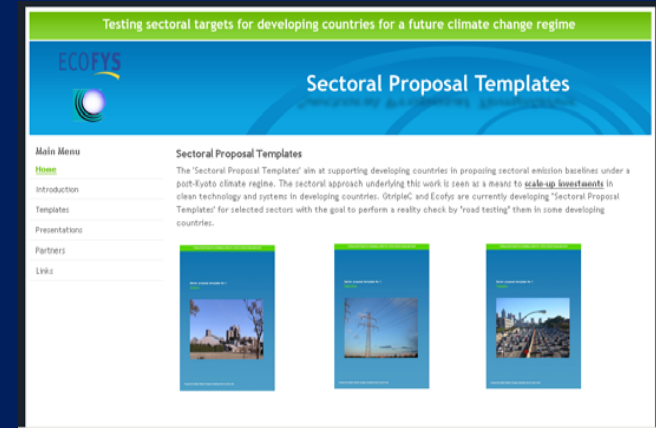 Testing sectoral targets for developing countries for a future climate change regime
ECOFYS
Sectoral Proposal Templates
Main Menu
Home
Introduction
Templates
Presentations
Partners
Links
Sectoral Proposal Templates
The 'Sectoral Proposal Templates' aim at supporting developing countries in proposing sectoral emission baselines under a
post-Kyoto climate regime. The sectoral approach underlying this work is seen as a means to scale-up investments in
clean technology and systems in developing countries. GtripleC and Ecofys are currently developing "Sectoral Proposal
Templates' for selected sectors with the goal to perform a reality check by "road testing" them in some developing
countries.